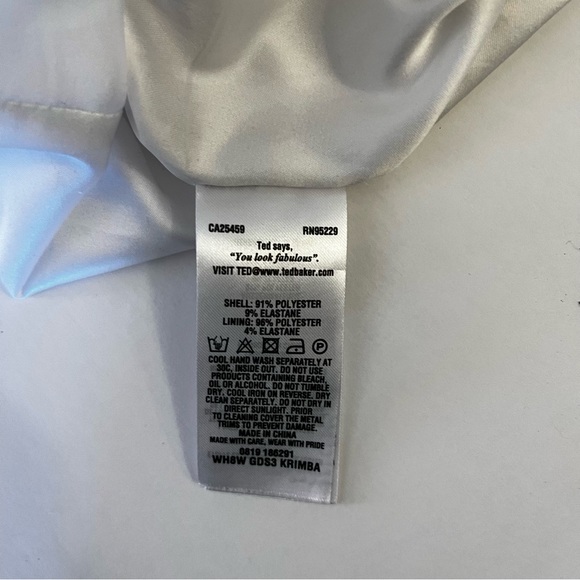 CA25459 RN95229
Ted says,
"You look fabulous".
VISIT TED@www.tedbaker.com
SHELL: 91% POLYESTER
9% ELASTANE
LINING: 96% POLYESTER
4% ELASTANE
COOL HAND WASH SEPARATELY AT
30C, INSIDE OUT. DO NOT USE
PRODUCTS CONTAINING BLEACH,
OIL OR ALCOHOL. DO NOT TUMBLE
DRY. COOL IRON ON REVERSE. DRY
CLEAN SEPARATELY. DO NOT DRY IN
DIRECT SUNLIGHT. PRIOR
TO CLEANING COVER THE METAL
TRIMS TO PREVENT DAMAGE.
MADE IN CHINA
MADE WITH CARE, WEAR WITH PRIDE
0819 186291
WH8W GDS3 KRIMBA